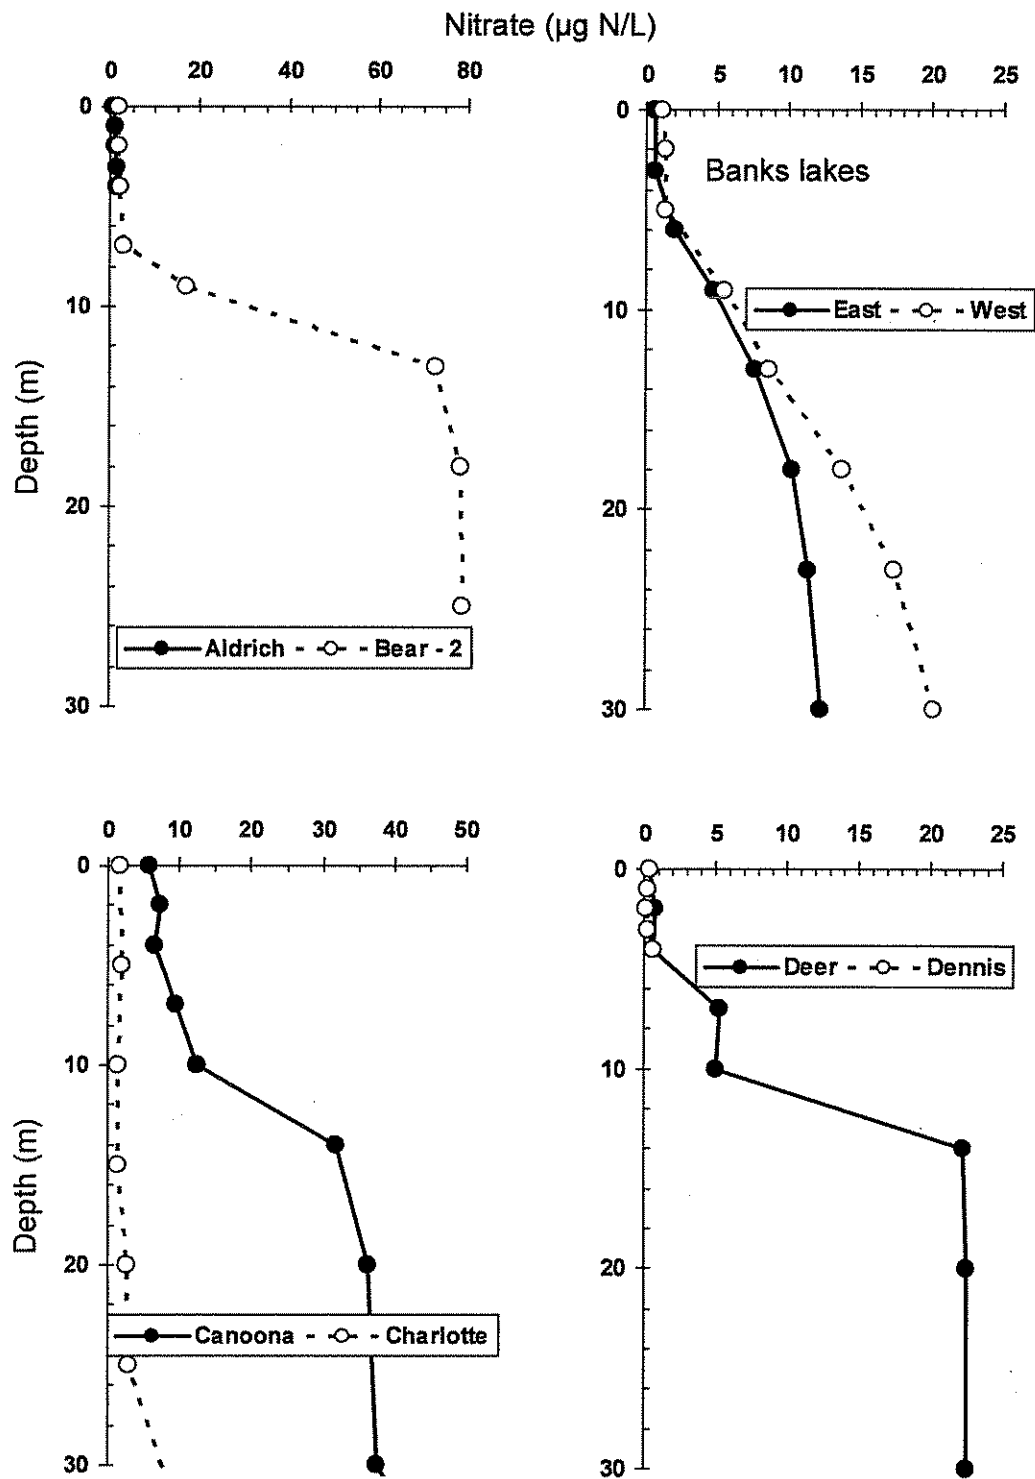 Nitrate (µg N/L)
0 20 40 60 80
0
10
20
30
Depth (m)
Aldrich Bear - 2
0 5 10 15 20 25
0
Banks lakes
10
East West
20
30
0 10 20 30 40 50
0
10
20
30
Depth (m)
Canoona Charlotte
0 5 10 15 20 25
0
Deer Dennis
10
20
30